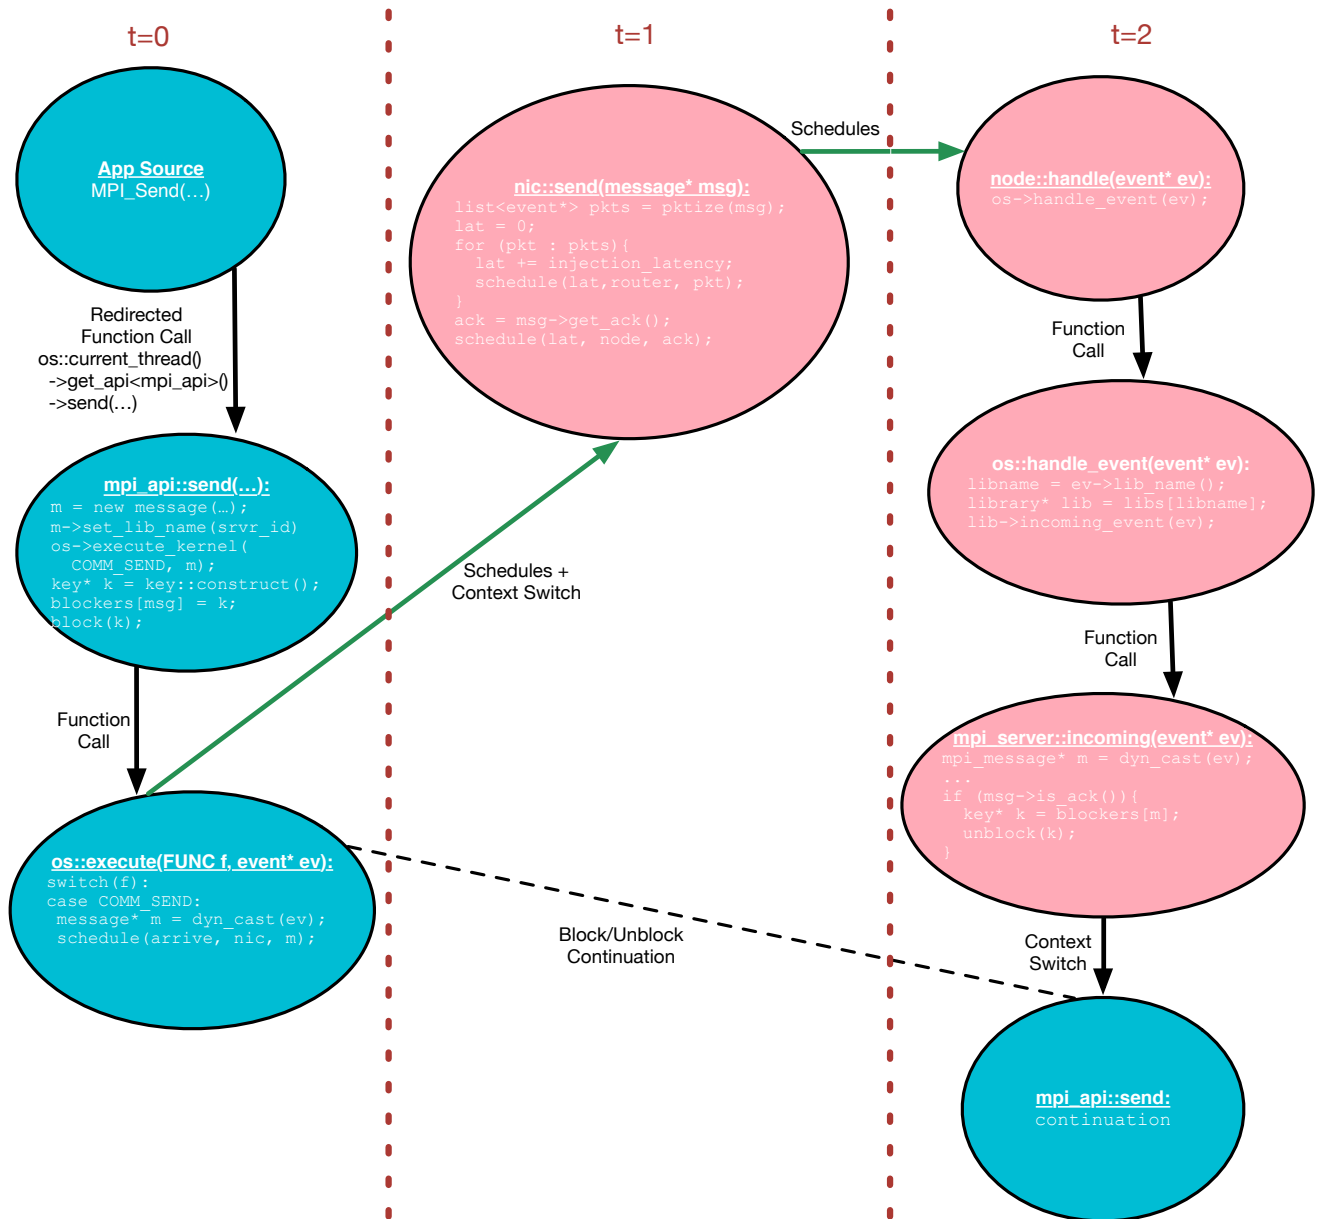 t=0
t=1
t=2
App Source
MPI_Send(…)
Redirected
Function Call
os::current_thread()
->get_api<mpi_api>()
->send(…)
mpi_api::send(…):
m = new message(…);
m->set_lib_name(srvr_id)
os->execute_kernel(
COMM_SEND, m);
key* k = key::construct();
blockers[msg] = k;
block(k);
Function
Call
os::execute(FUNC f, event* ev):
switch(f):
case COMM_SEND:
message* m = dyn_cast(ev);
schedule(arrive, nic, m);
Schedules +
Context Switch
nic::send(message* msg):
list<event*> pkts = pktize(msg);
lat = 0;
for (pkt : pkts){
lat += injection_latency;
schedule(lat,router, pkt);
}
ack = msg->get_ack();
schedule(lat, node, ack);
Schedules
node::handle(event* ev):
os->handle_event(ev);
Function
Call
os::handle_event(event* ev):
libname = ev->lib_name();
library* lib = libs[libname];
lib->incoming_event(ev);
Function
Call
mpi_server::incoming(event* ev):
mpi_message* m = dyn_cast(ev);
...
if (msg->is_ack()){
key* k = blockers[m];
unblock(k);
}
Context
Switch
Block/Unblock
Continuation
mpi_api::send:
continuation